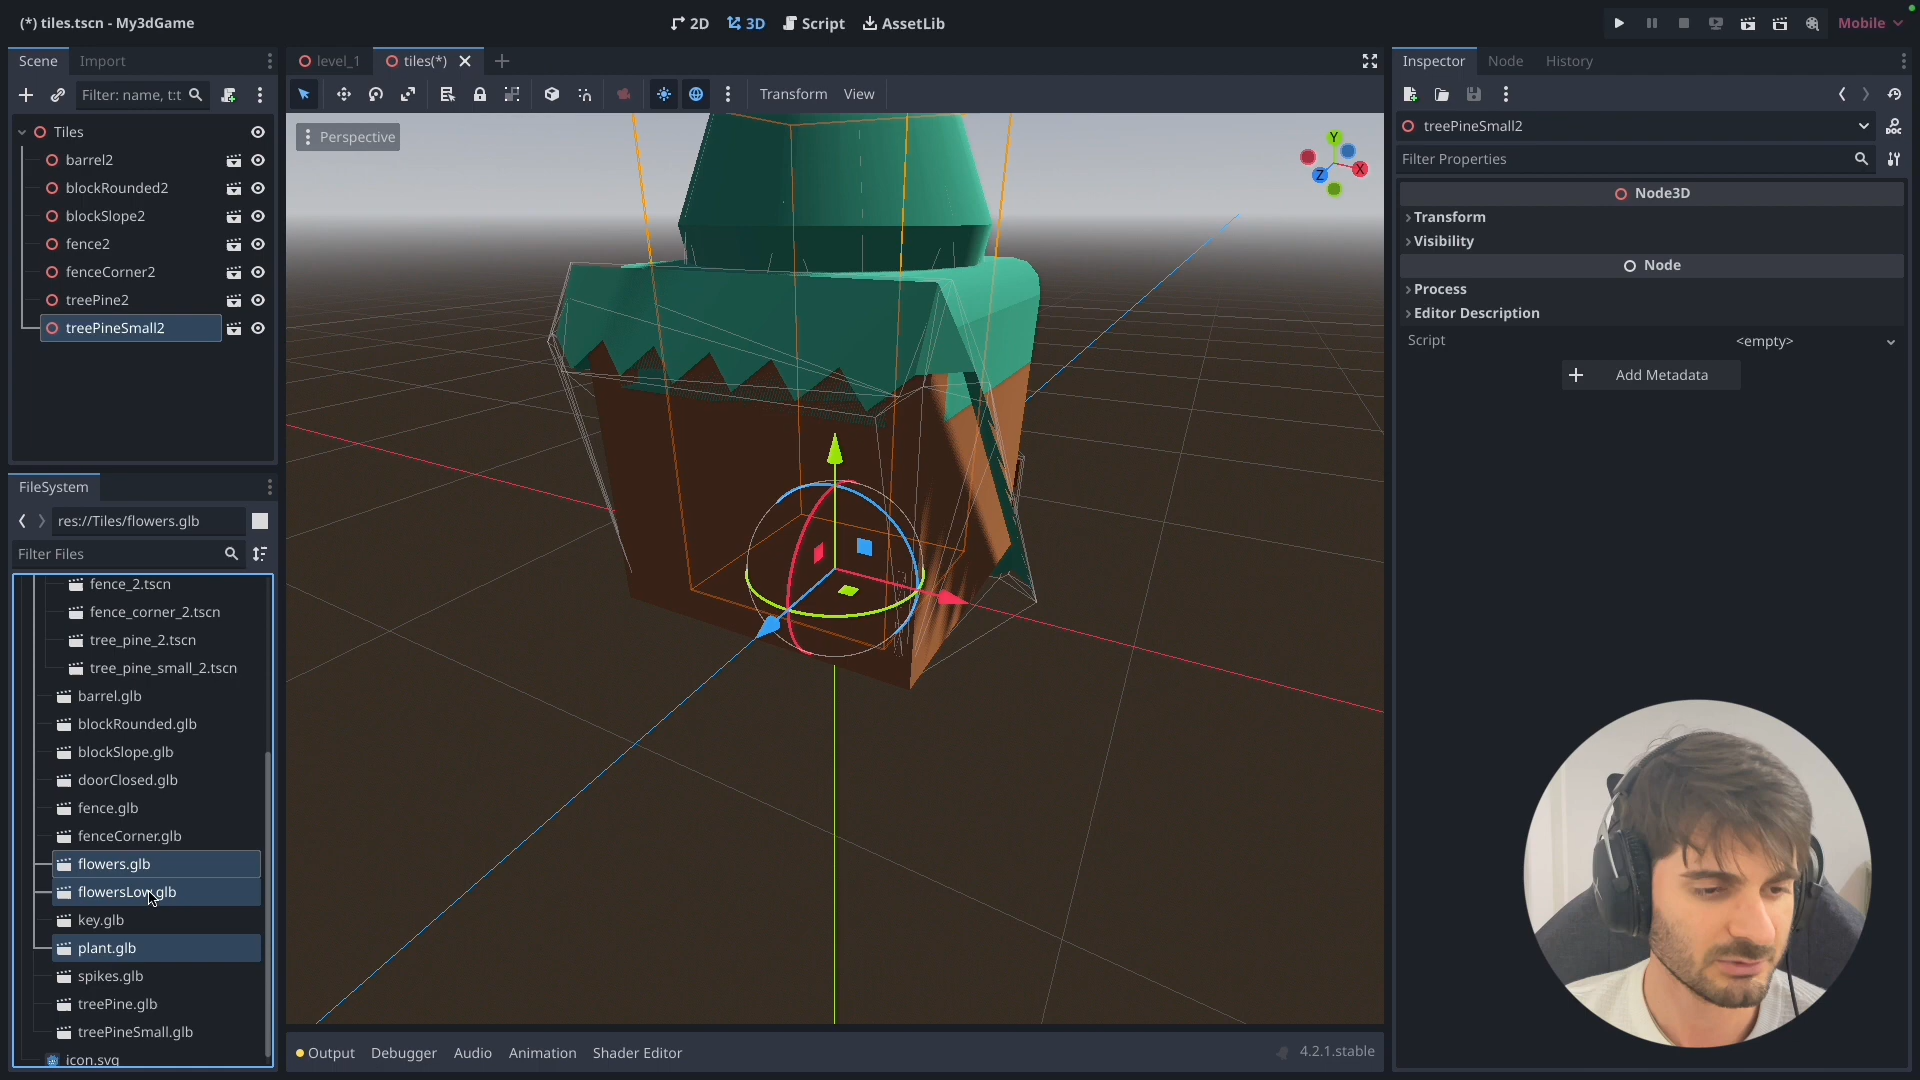 (*) tiles.tscn - My3dGame
2D
3D
Script
AssetLib
Mobile
Scene
Import
level_1
tiles(*)
Inspector
Node
History
Filter: name, t:t
Transform
View
Perspective
Y
X
Z
Tiles
barrel2
blockRounded2
blockSlope2
fence2
fenceCorner2
treePine2
treePineSmall2
FileSystem
res://Tiles/flowers.glb
Filter Files
fence_2.tscn
fence_corner_2.tscn
tree_pine_2.tscn
tree_pine_small_2.tscn
barrel.glb
blockRounded.glb
blockSlope.glb
doorClosed.glb
fence.glb
fenceCorner.glb
flowers.glb
flowersLow.glb
key.glb
plant.glb
spikes.glb
treePine.glb
treePineSmall.glb
icon.svg
Output
Debugger
Audio
Animation
Shader Editor
4.2.1.stable
treePineSmall2
DOC
Filter Properties
Node3D
Transform
Visibility
Node
Process
Editor Description
Script
<empty>
Add Metadata